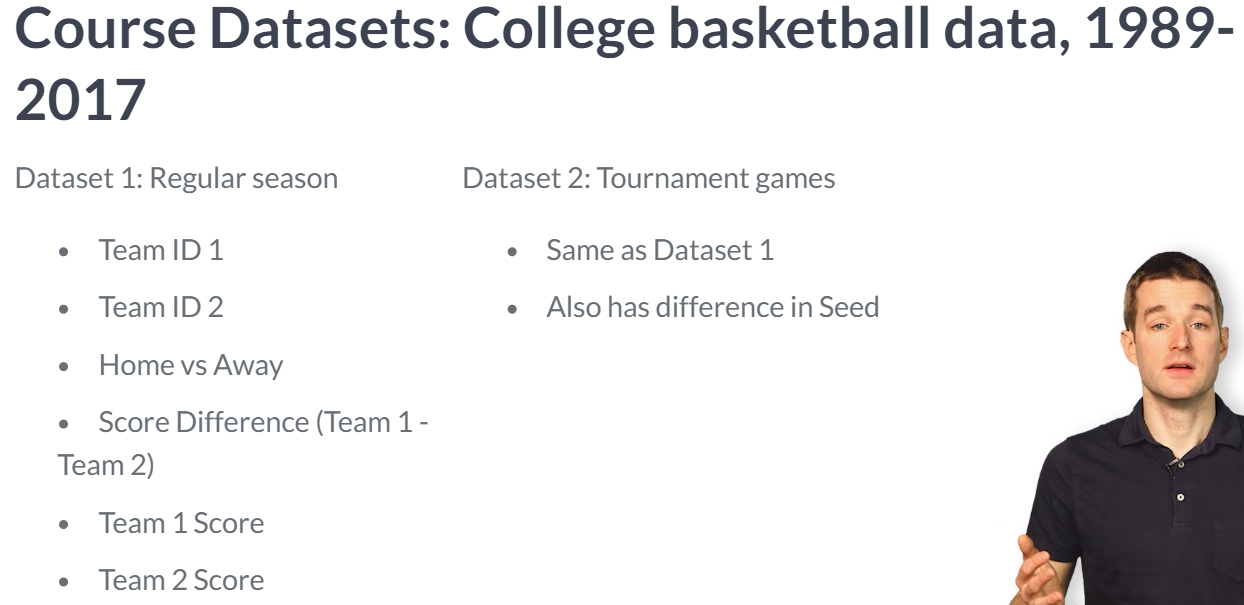 Course Datasets: College basketball data, 1989-
2017
Dataset 1: Regular season
• Team ID 1
• Team ID 2
• Home vs Away
• Score Difference (Team 1 -
Team 2)
• Team 1 Score
• Team 2 Score
Dataset 2: Tournament games
• Same as Dataset 1
• Also has difference in Seed